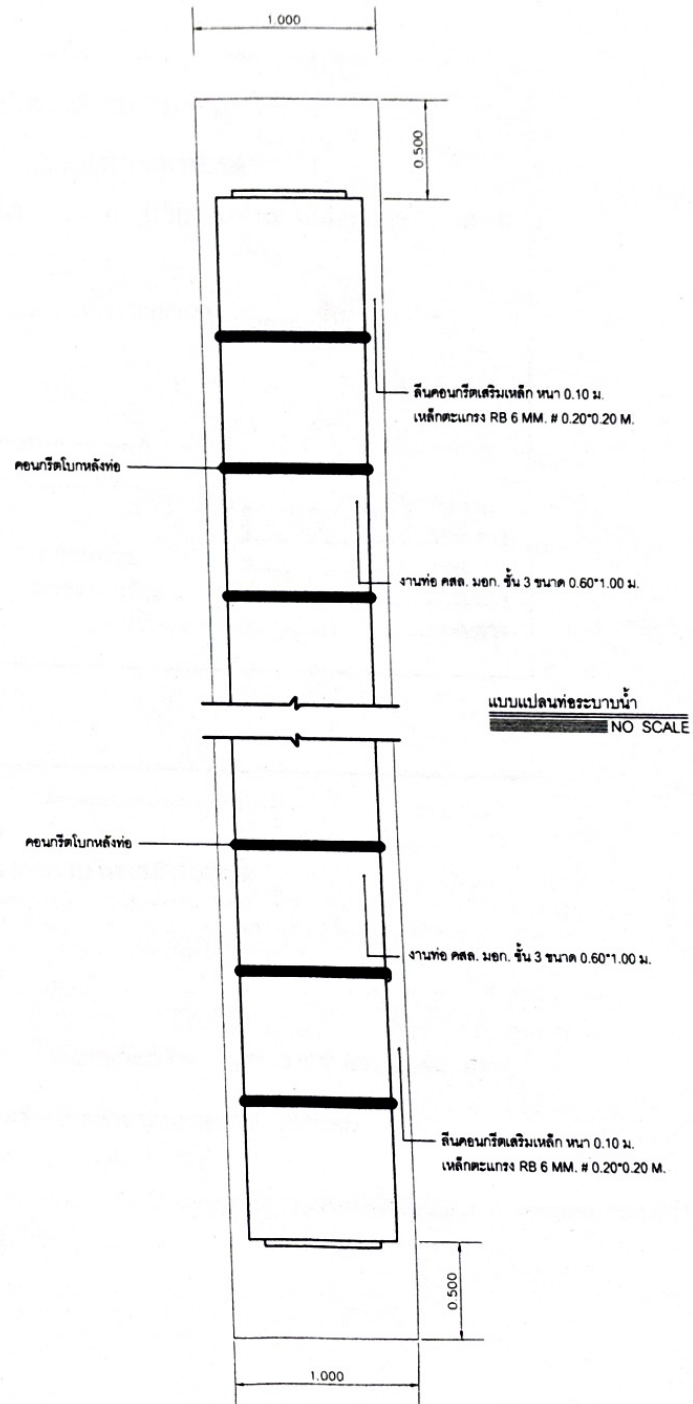 1.000
0.500
ลีนคอนกรีตเสริมเหล็ก หนา 0.10 ม.
เหล็กตะแกรง RB 6 MM. # 0.20*0.20 M.
คอนกรีตโบกหลังท่อ
งานท่อ คสล. มอก. ชั้น 3 ขนาด 0.60*1.00 ม.
แบบแปลนท่อระบาบน้ำ
NO SCALE
คอนกรีตโบกหลังท่อ
งานท่อ คสล. มอก. ชั้น 3 ขนาด 0.60*1.00 ม.
ลีนคอนกรีตเสริมเหล็ก หนา 0.10 ม.
เหล็กตะแกรง RB 6 MM. # 0.20*0.20 M.
0.500
1.000